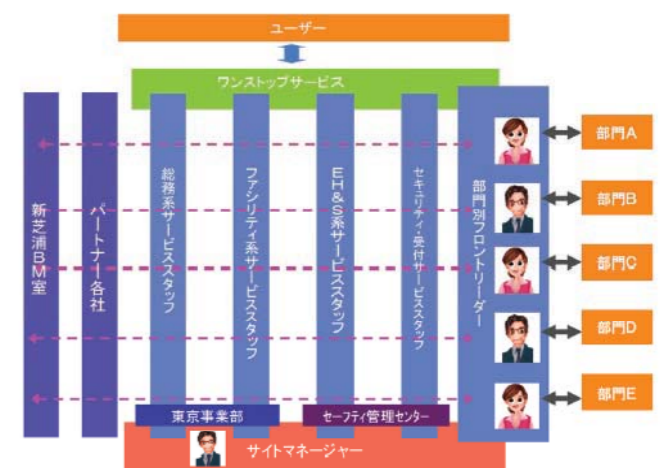 ユーザー
ワンストップサービス
新芝浦BM室
パートナー各社
総務系サービススタッフ
ファシリティ系サービススタッフ
EH&S系サービススタッフ
セキュリティ・受付サービススタッフ
部門別フロントリーダー
部門A
部門B
部門C
部門D
部門E
東京事業部
セーフティ管理センター
サイトマネージャー